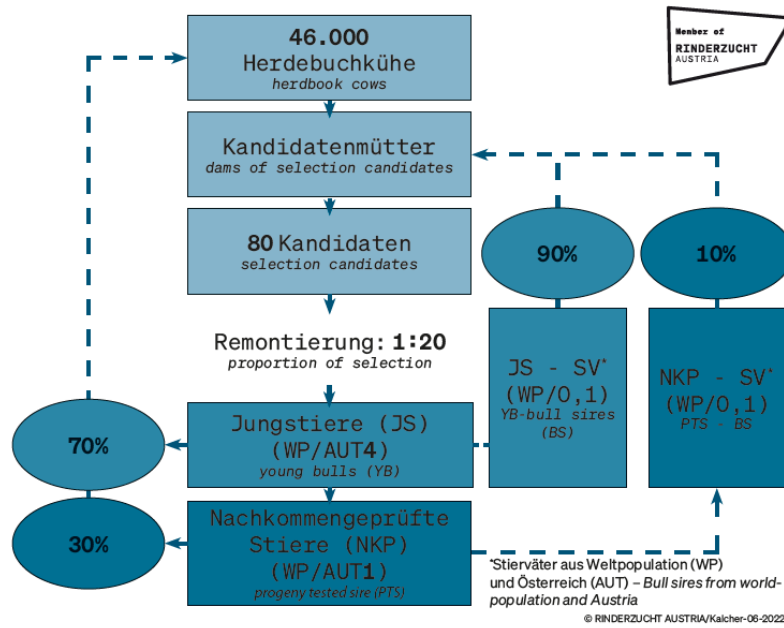 46.000
Herdebuchkühe
herdbook cows
Member of
RINDERZUCHT
AUSTRIA
Kandidatenmütter
dams of selection candidates
80 Kandidaten
selection candidates
90%
10%
Remontierung: 1:20
proportion of selection
JS - SV*
(WP/0,1)
YB-bull sires
(BS)
NKP - SV*
(WP/0,1)
PTS - BS
Jungstiere (JS)
(WP/AUT4)
young bulls (YB)
70%
Nachkommengeprüfte
Stiere (NKP)
(WP/AUT1)
progeny tested sire (PTS)
30%
*Stierväter aus Weltpopulation (WP)
und Österreich (AUT) – Bull sires from world-
population and Austria
© RINDERZUCHT AUSTRIA/Kalcher-06-2022